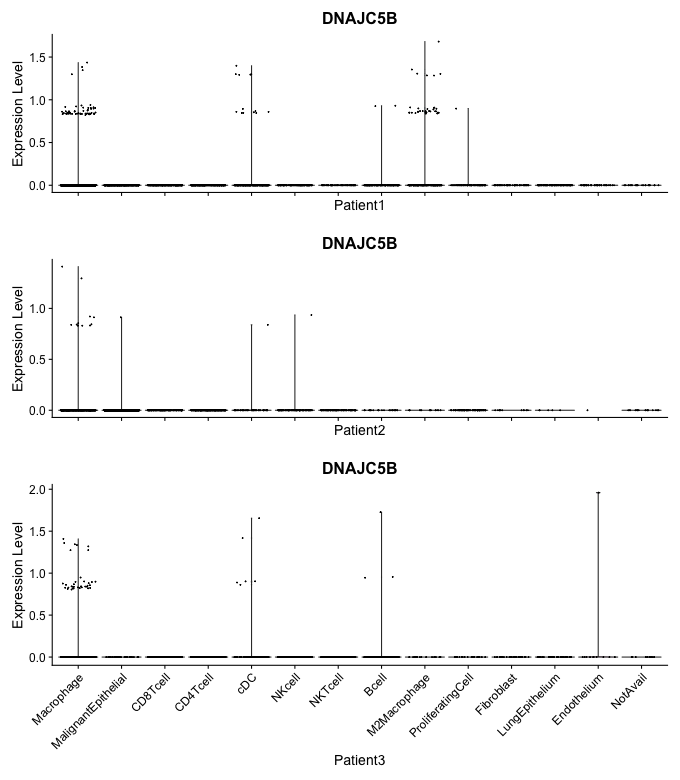 DNAJC5B
Expression Level
1.5
1.0
0.5
0.0
Patient1
DNAJC5B
Expression Level
1.0
0.5
0.0
Patient2
DNAJC5B
Expression Level
2.0
1.5
1.0
0.5
0.0
Macrophage
MalignantEpithelial
CD8Tcell
CD4Tcell
cDC
NKcell
NKTcell
Bcell
M2Macrophage
ProliferatingCell
Fibroblast
LungEpithelium
Endothelium
NotAvail
Patient3